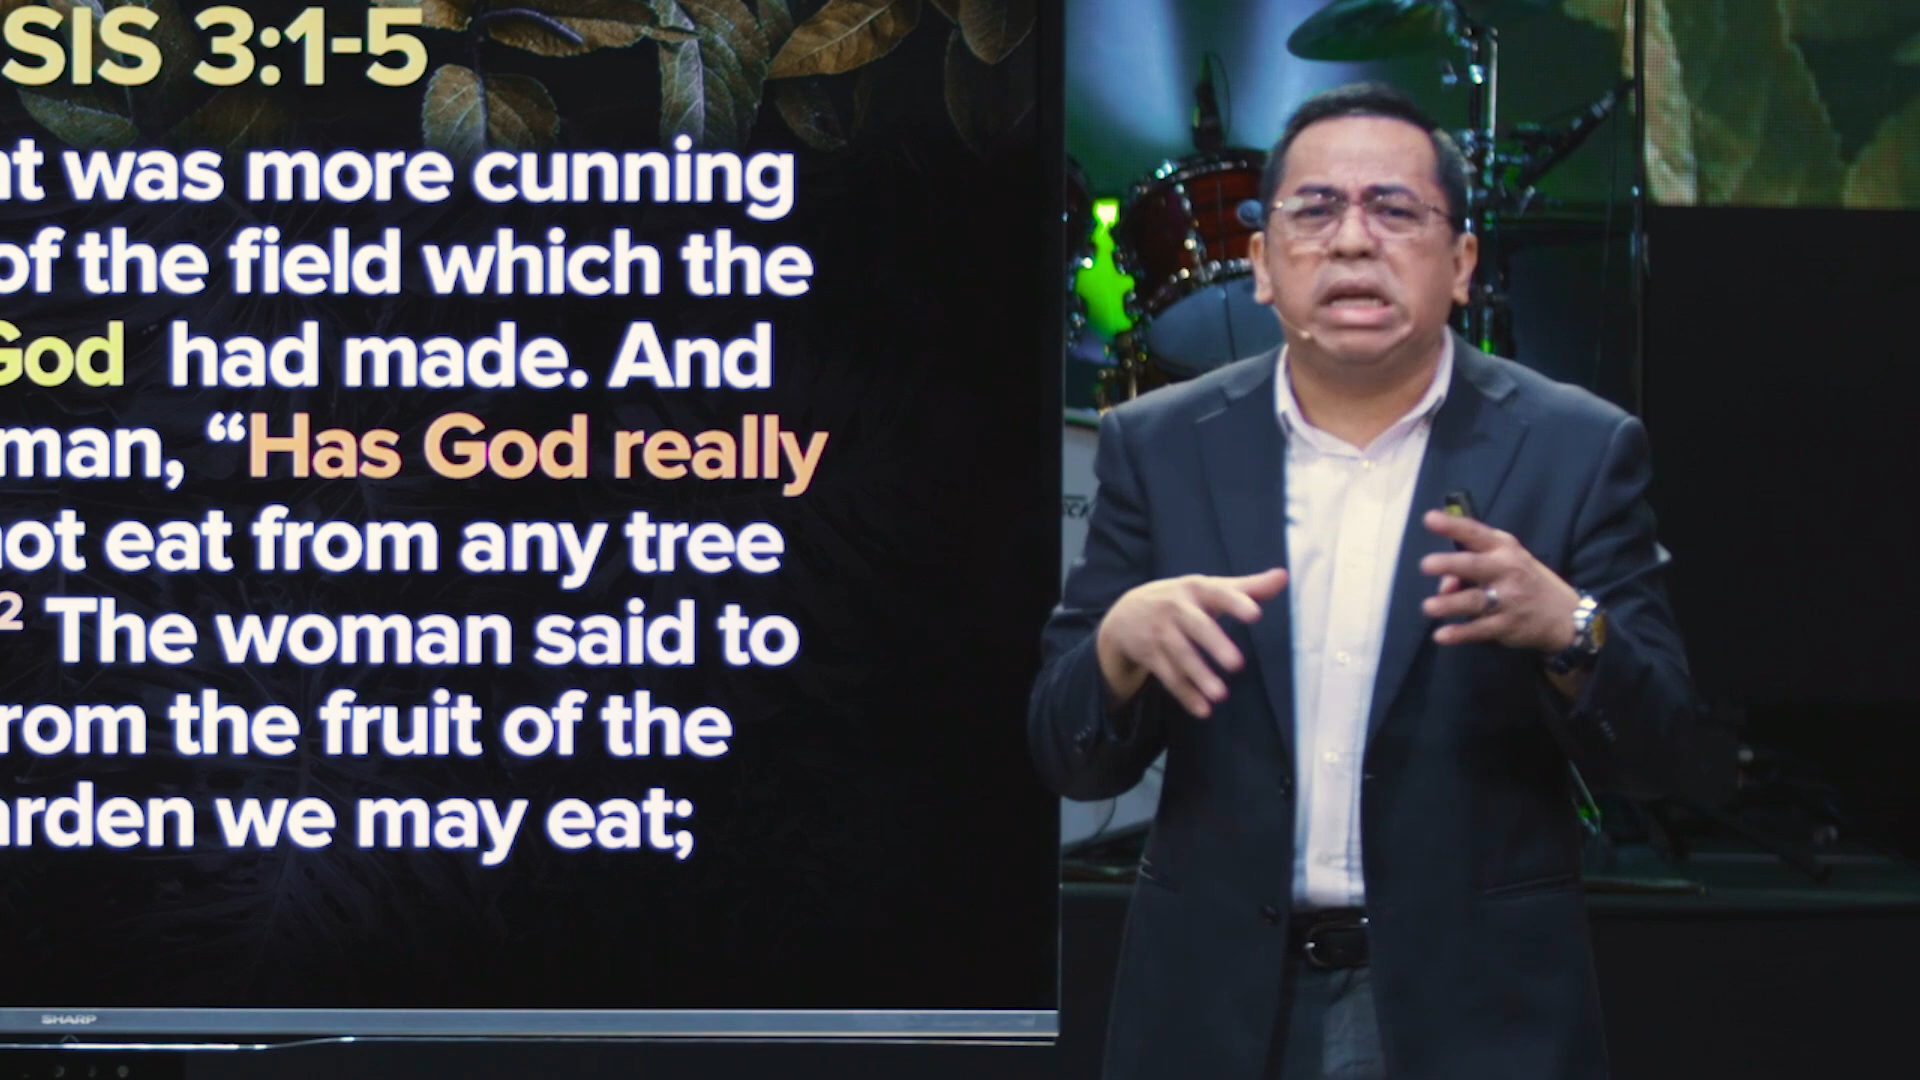 SIS 3:1-5
nt was more cunning
of the field which the
God had made. And
man, “Has God really
not eat from any tree
2 The woman said to
rom the fruit of the
arden we may eat;
SHARP